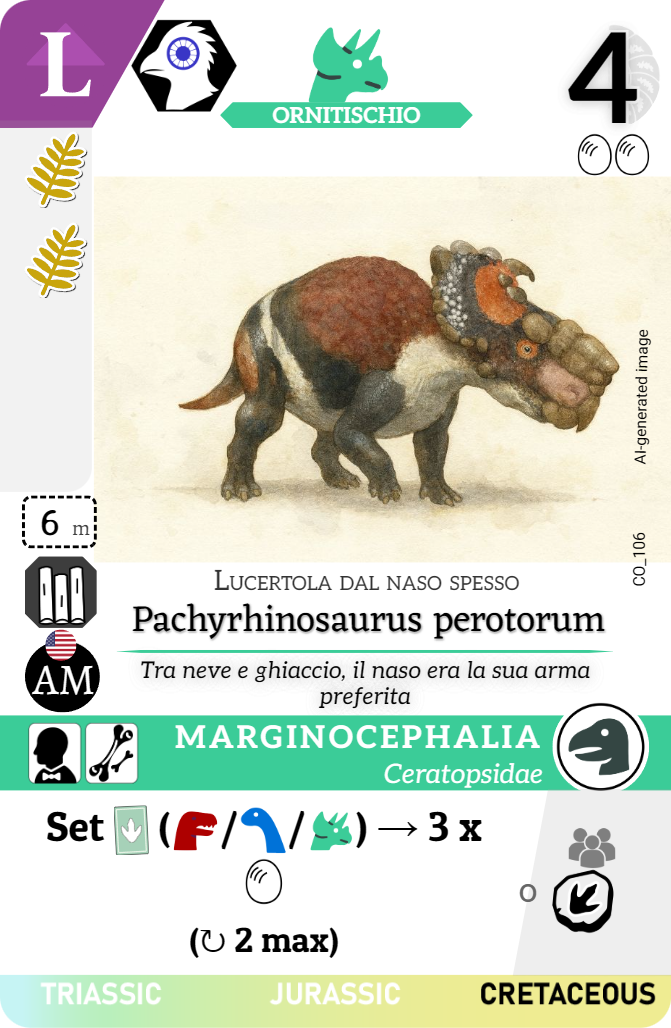 L
ORNITISCHIO
4
AI-generated image
CO_106
6 m
AM
LUCERTOLA DAL NASO SPESSO
Pachyrhinosaurus perotorum
Tra neve e ghiaccio, il naso era la sua arma
preferita
MARGINOCEPHALIA
Ceratopsidae
Set ( / / ) → 3 x
(↻ 2 max)
O
TRIASSIC JURASSIC CRETACEOUS